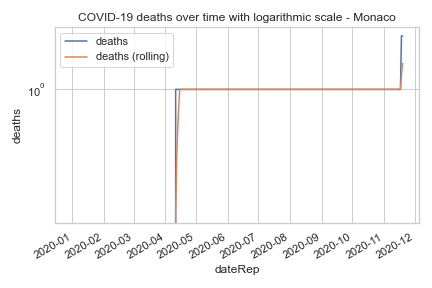 COVID-19 deaths over time with logarithmic scale - Monaco
deaths
deaths (rolling)
10^0
deaths
2020-01
2020-02
2020-03
2020-04
2020-05
2020-06
2020-07
2020-08
2020-09
2020-10
2020-11
2020-12
dateRep